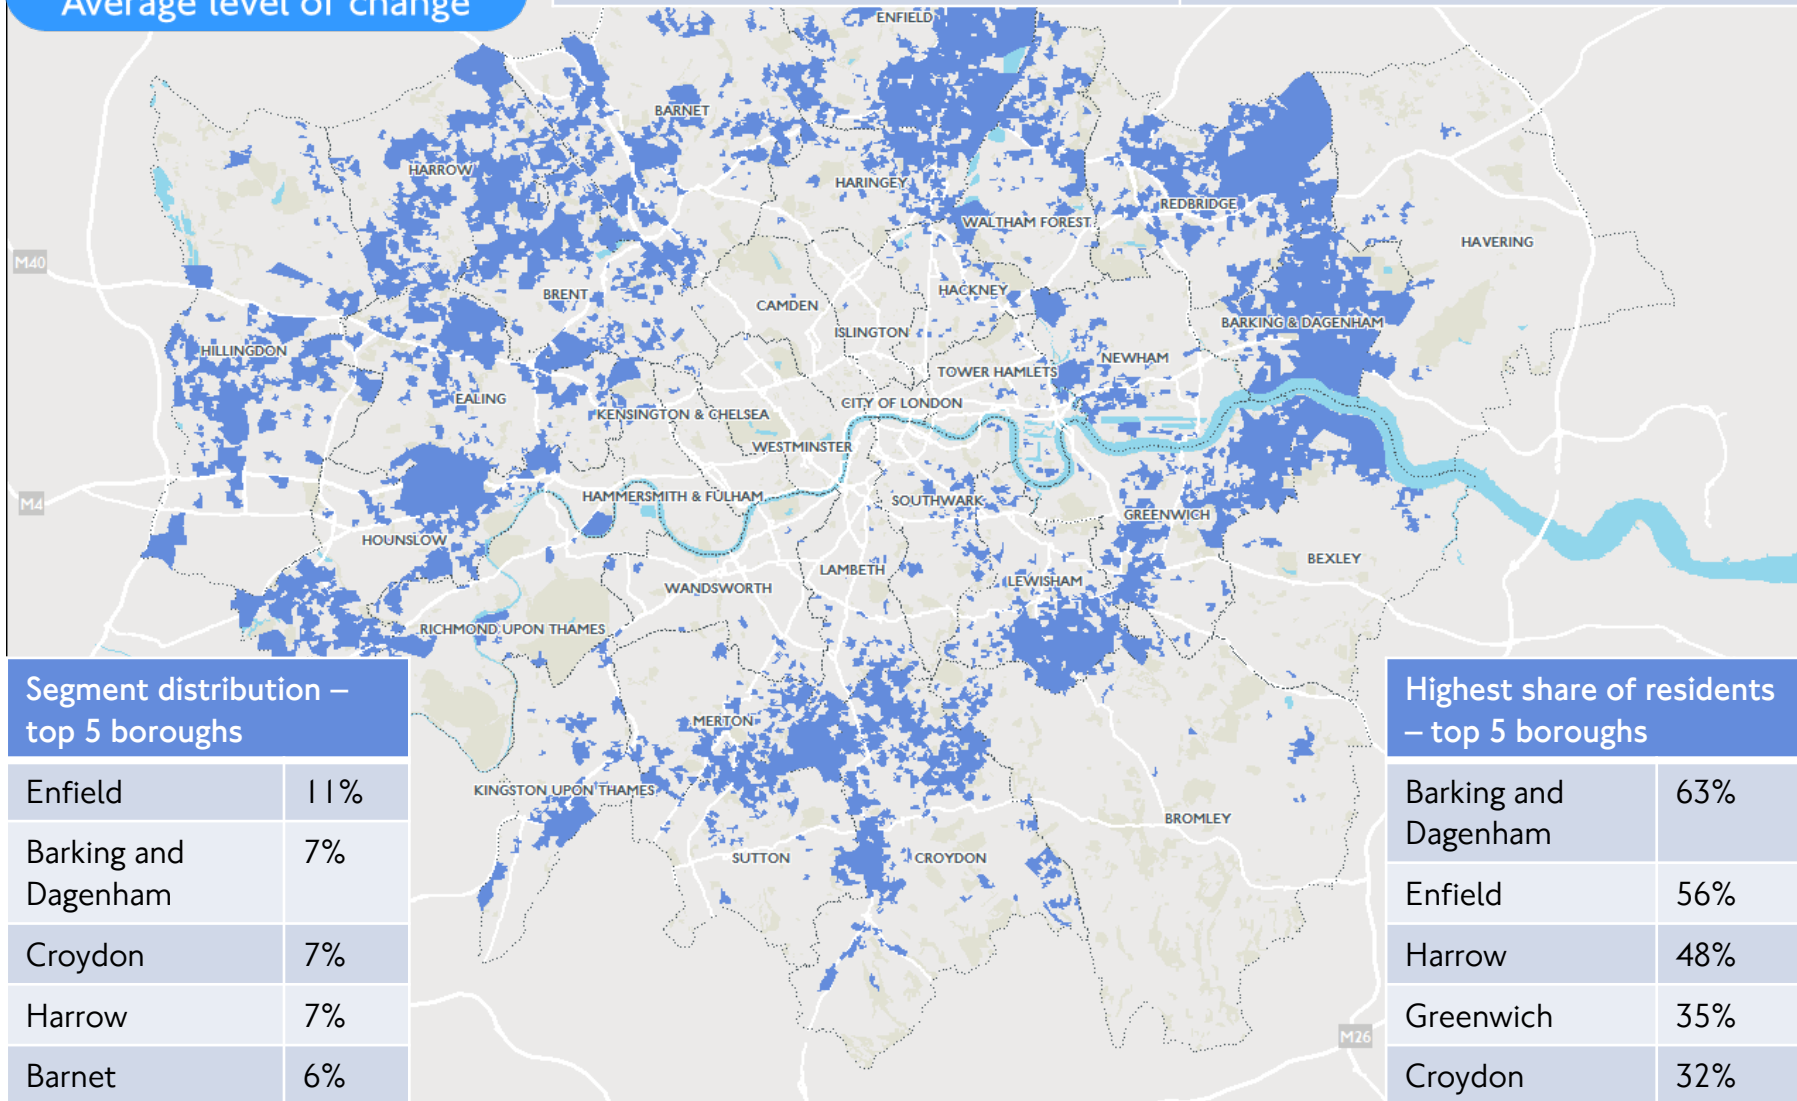 Average level of change
ENFIELD
BARNET
HARROW
HARINGEY
REDBRIDGE
WALTHAM FOREST
HAVERING
M40
BRENT
CAMDEN
HACKNEY
ISLINGTON
BARKING & DAGENHAM
HILLINGDON
NEWHAM
TOWER HAMLETS
EALING
CITY OF LONDON
KENSINGTON & CHELSEA
WESTMINSTER
M4
HAMMERSMITH & FULHAM
SOUTHWARK
GREENWICH
HOUNSLOW
BEXLEY
LAMBETH
LEWISHAM
WANDSWORTH
RICHMOND UPON THAMES
MERTON
KINGSTON UPON THAMES
BROMLEY
SUTTON
CROYDON
M26
Segment distribution –
top 5 boroughs
Enfield 11%
Barking and 7%
Dagenham
Croydon 7%
Harrow 7%
Barnet 6%
Highest share of residents
– top 5 boroughs
Barking and 63%
Dagenham
Enfield 56%
Harrow 48%
Greenwich 35%
Croydon 32%